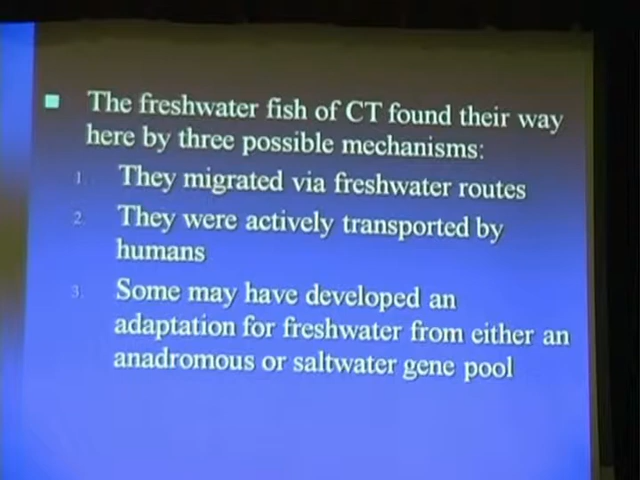 The freshwater fish of CT found their way
here by three possible mechanisms:
1. They migrated via freshwater routes
2. They were actively transported by
humans
3. Some may have developed an
adaptation for freshwater from either an
anadromous or saltwater gene pool